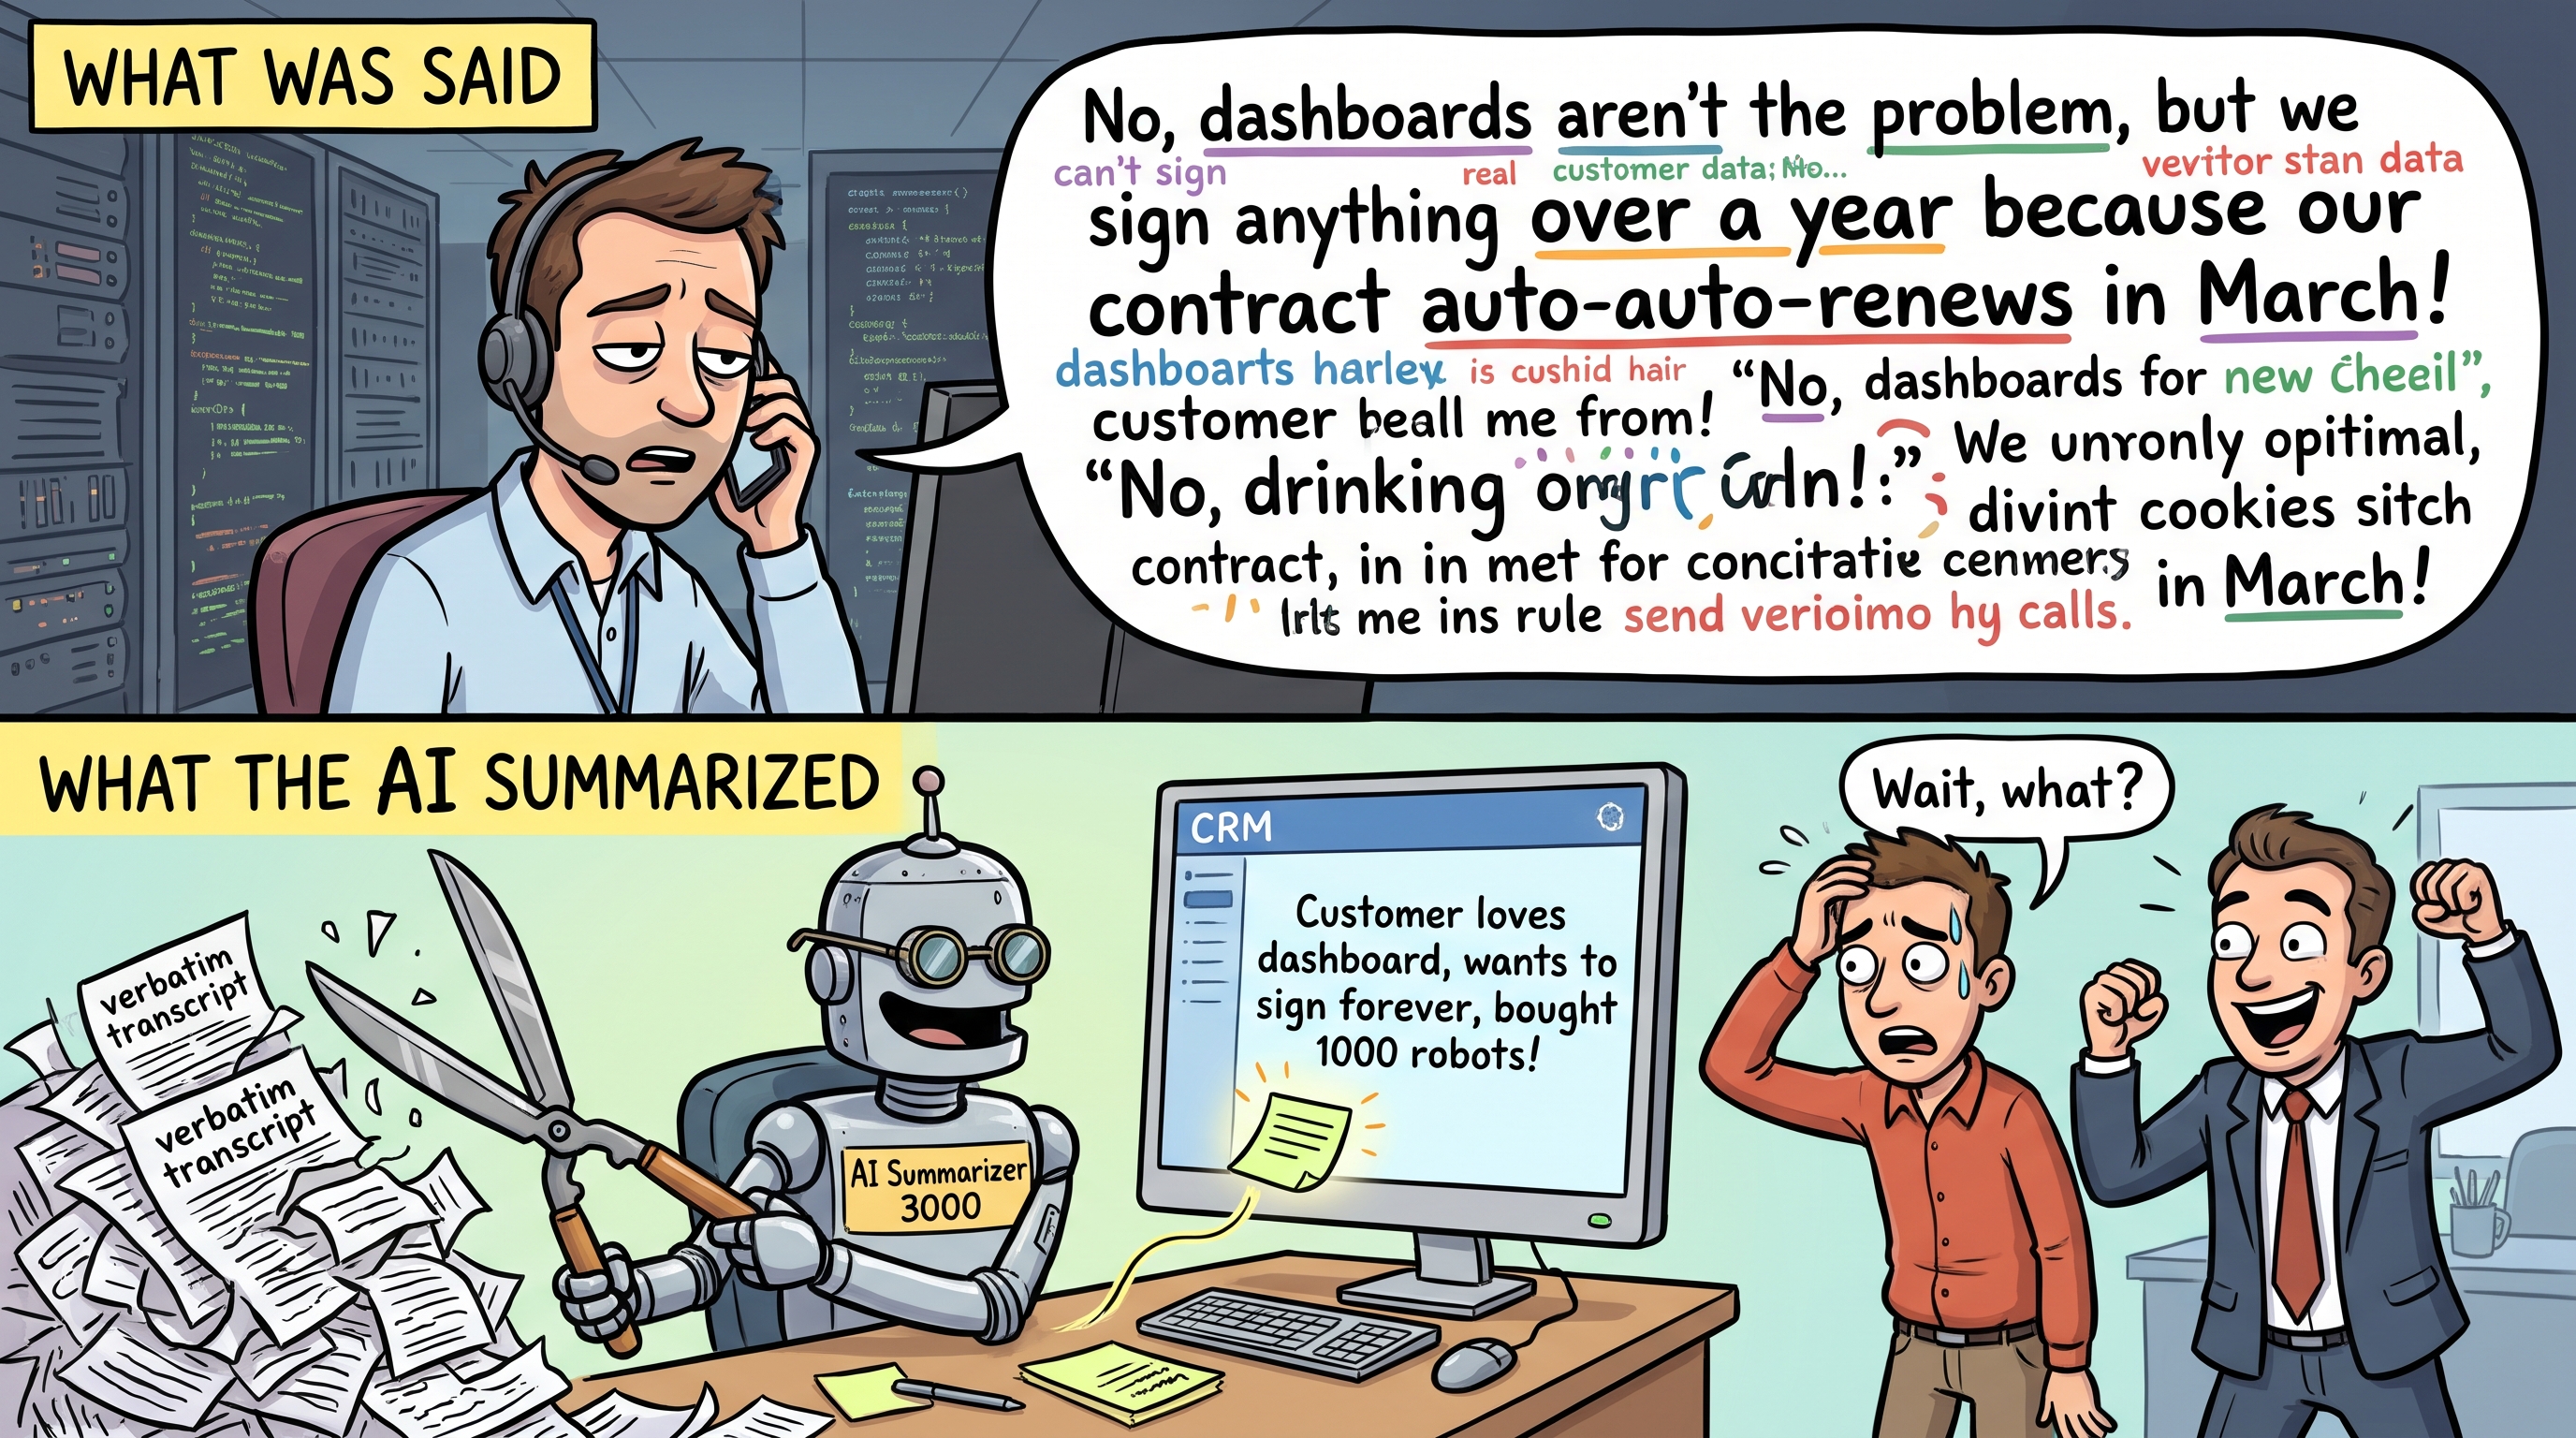 WHAT WAS SAID
No, dashboards aren't the problem, but we
can't sign real customer data; vevitor stan data
sign anything over a year because our
contract auto-auto-renews in March!
dashboarts harley is cushid hair
"No, dashboards for new Cheeil",
customer beall me from!
"No, drinking
We unronly opitimal,
divint cookies sitch
contract, in in met for concitatie cenmers
in March!
me ins rule send verioimo hy calls.
WHAT THE AI SUMMARIZED
verbatim
transcript
verbatim
transcript
AI Summarizer
3000
CRM
Customer loves
dashboard, wants to
sign forever, bought
1000 robots!
Wait, what?